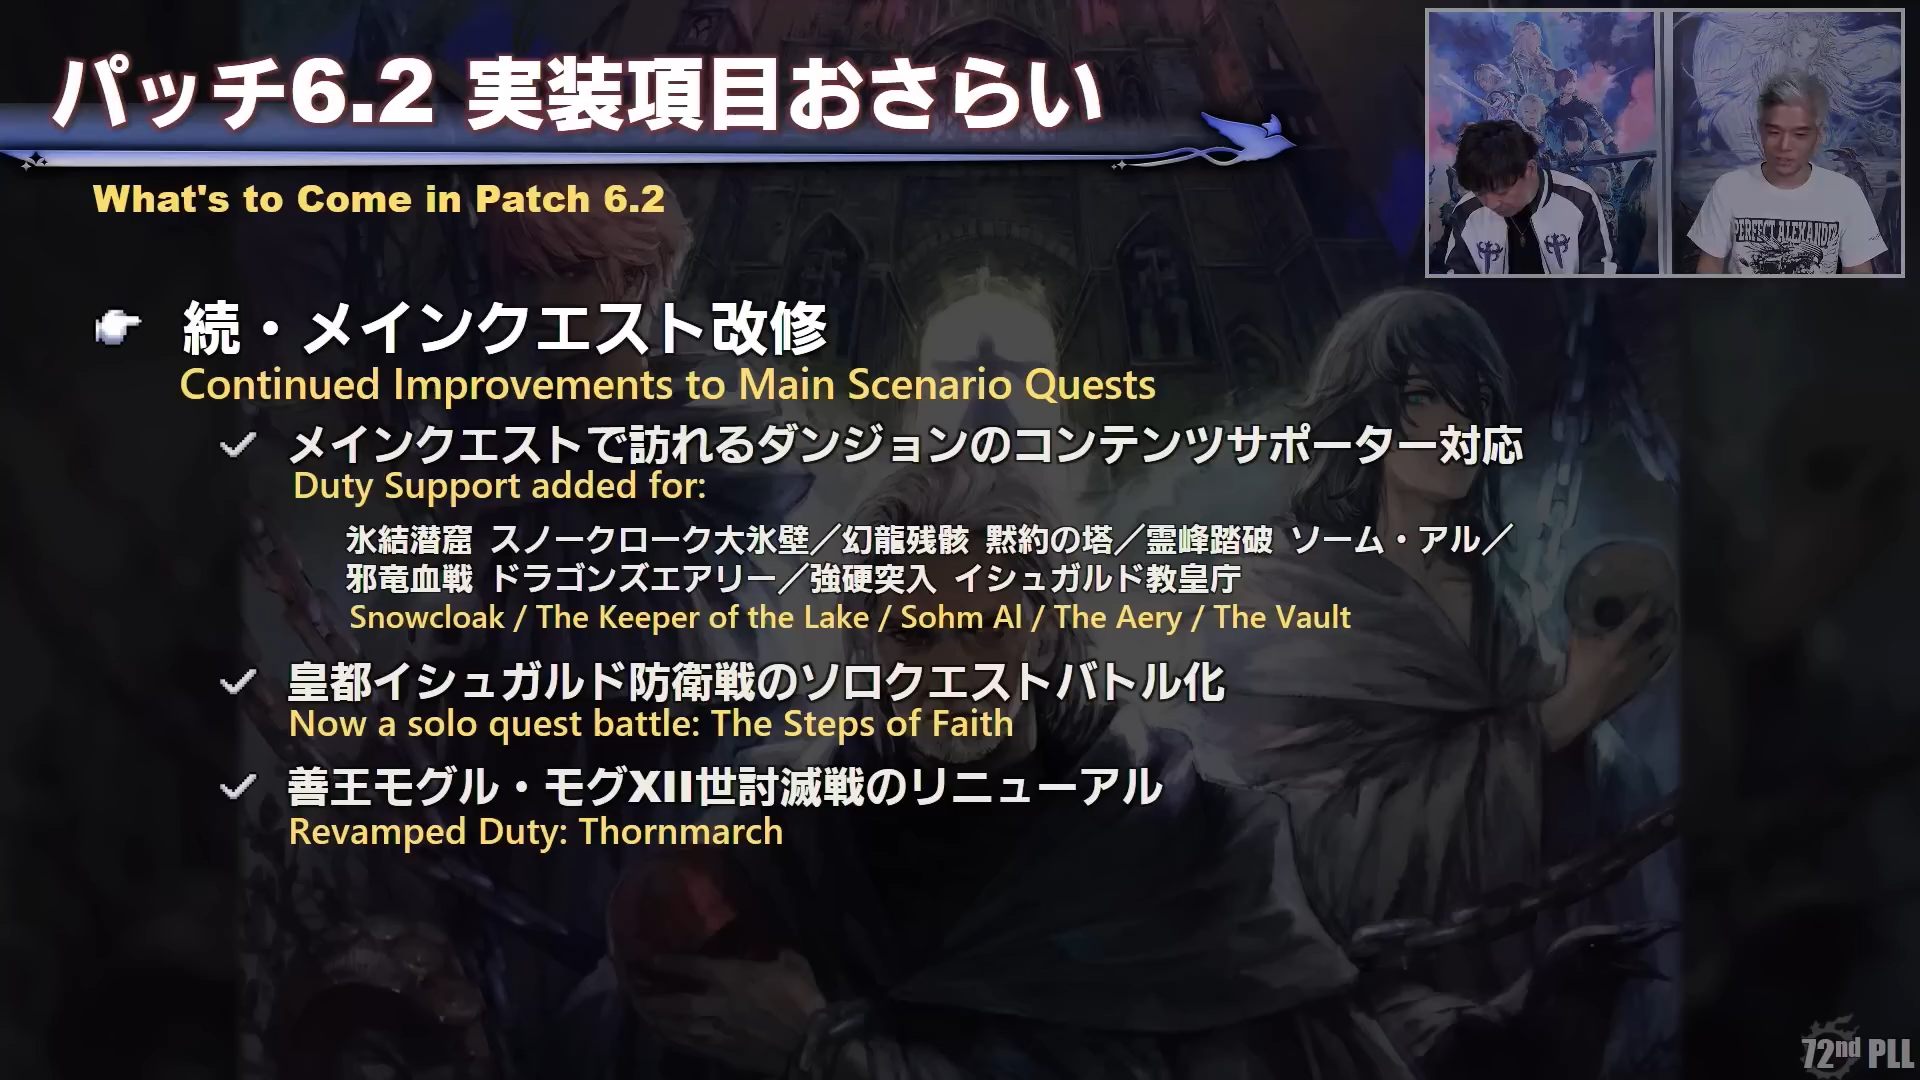 パッチ6.2 実装項目おさらい
What's to Come in Patch 6.2
続・メインクエスト改修
Continued Improvements to Main Scenario Quests
メインクエストで訪れるダンジョンのコンテンツサポーター対応
Duty Support added for:
氷結潜窟 スノークローク大氷壁／幻龍残骸 黙約の塔／霊峰踏破 ソーム・アル／
邪竜血戦 ドラゴンズエアリー／強硬突入 イシュガルド教皇庁
Snowcloak / The Keeper of the Lake / Sohm Al / The Aery / The Vault
皇都イシュガルド防衛戦のソロクエストバトル化
Now a solo quest battle: The Steps of Faith
善王モグル・モグXII世討滅戦のリニューアル
Revamped Duty: Thornmarch
PERFECT ALEXANDER
72nd PLL